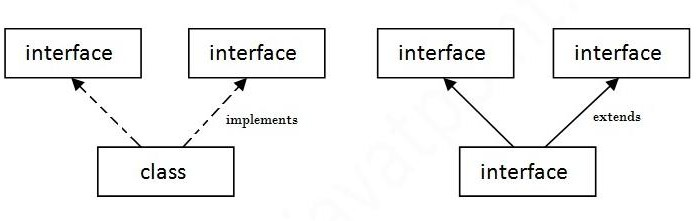 interface
interface
interface
interface
implements
extends
class
interface